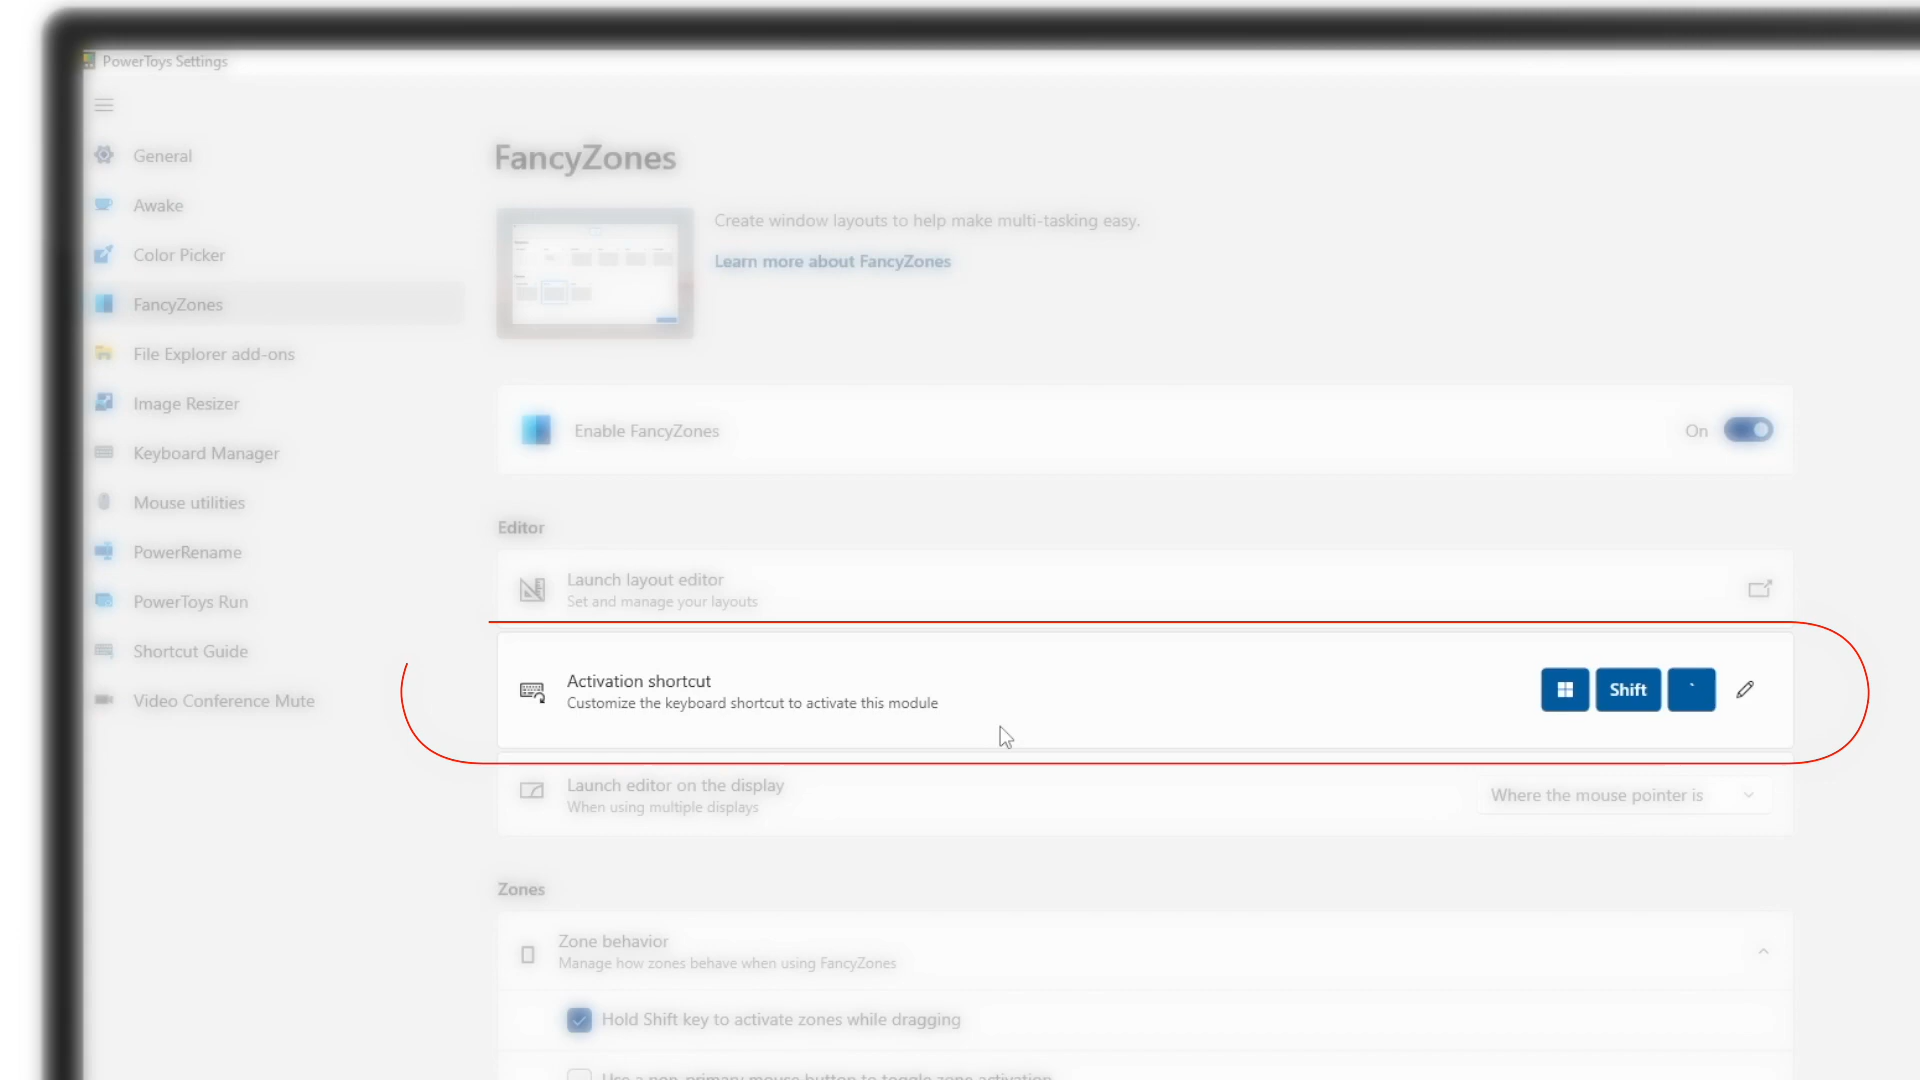 PowerToys Settings
General
Awake
Color Picker
FancyZones
File Explorer add-ons
Image Resizer
Keyboard Manager
Mouse utilities
PowerRename
PowerToys Run
Shortcut Guide
Video Conference Mute
FancyZones
Create window layouts to help make multi-tasking easy.
Learn more about FancyZones
Enable FancyZones
On
Editor
Launch layout editor
Set and manage your layouts
Activation shortcut
Customize the keyboard shortcut to activate this module
Shift `
Launch editor on the display
When using multiple displays
Where the mouse pointer is
Zones
Zone behavior
Manage how zones behave when using FancyZones
Hold Shift key to activate zones while dragging
Use a non-primary mouse button to toggle zone activation